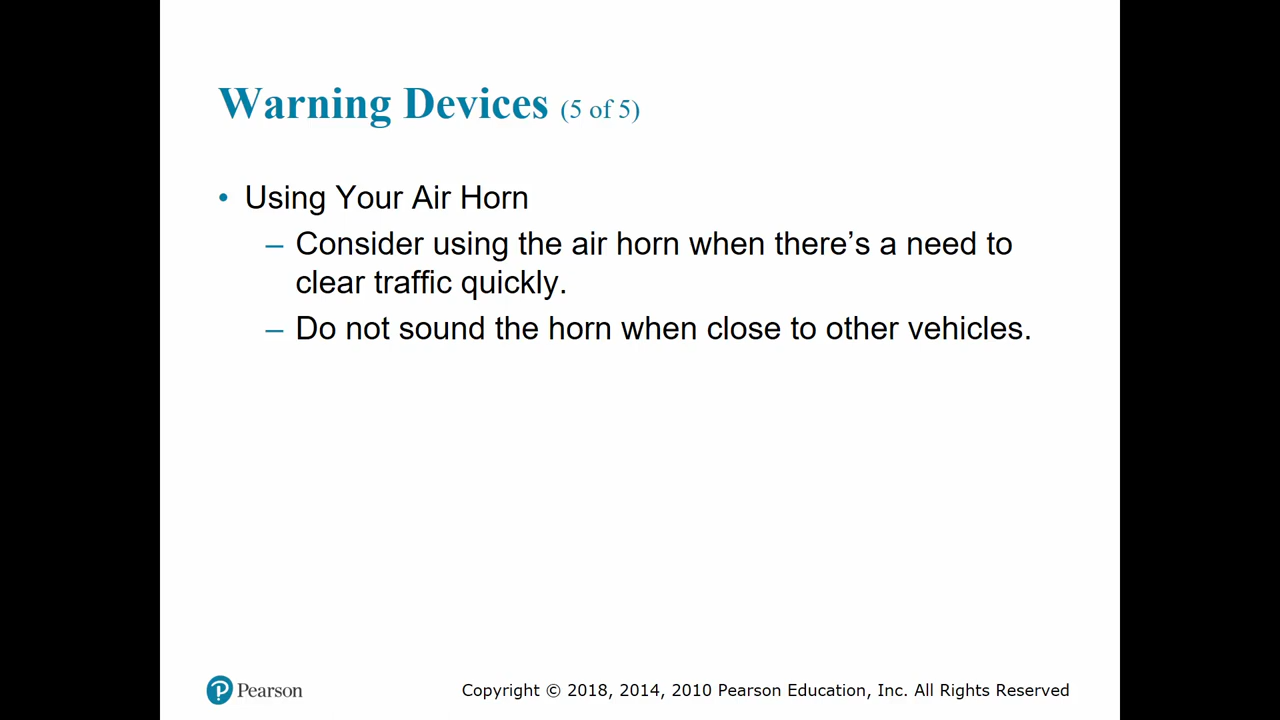 Warning Devices (5 of 5)
• Using Your Air Horn
– Consider using the air horn when there’s a need to
clear traffic quickly.
– Do not sound the horn when close to other vehicles.
Pearson
Copyright © 2018, 2014, 2010 Pearson Education, Inc. All Rights Reserved